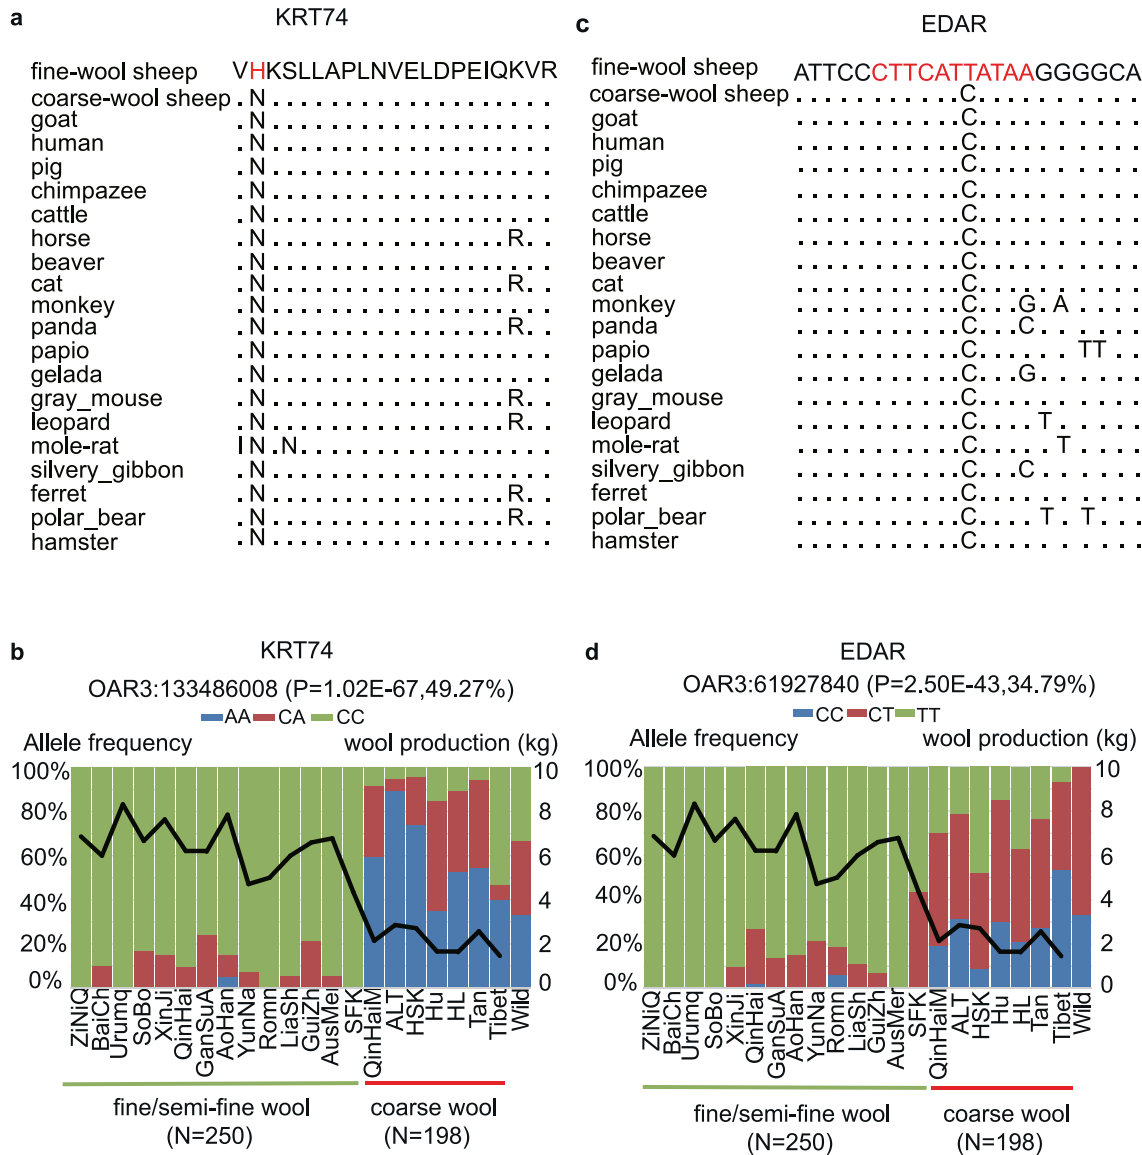 a
KRT74
fine-wool sheep VHKSLLAPLNVELDPEIQKVR
coarse-wool sheep .N...................
goat .N...................
human .N...................
pig .N...................
chimpazee .N...................
cattle .N...................
horse .N................R..
beaver .N...................
cat .N................R..
monkey .N...................
panda .N................R..
papio .N...................
gelada .N...................
gray_mouse .N................R..
leopard .N................R..
mole-rat IN.N.................
silvery_gibbon .N...................
ferret .N................R..
polar_bear .N................R..
hamster .N...................
c
EDAR
fine-wool sheep ATTCCCTTCATTATAAGGGGCA
coarse-wool sheep ...........C..........
goat ...........C..........
human ...........C..........
pig ...........C..........
chimpazee ...........C..........
cattle ...........C..........
horse ...........C..........
beaver ...........C..........
cat ...........C..........
monkey ...........C...G.A....
panda ...........C...C......
papio ...........C.......TT.
gelada ...........C...G......
gray_mouse ...........C..........
leopard ...........C....T.....
mole-rat ...........C.....T....
silvery_gibbon ...........C...C......
ferret ...........C..........
polar_bear ...........C....T..T..
hamster ...........C..........
b
KRT74
OAR3:133486008 (P=1.02E-67,49.27%)
AA CA CC
Allele frequency wool production (kg)
100% 10
80% 8
60% 6
40% 4
20% 2
0% 0
ZiNiQ BaiCh Urumq SoBo XinJi QinHai GanSuA AoHan YunNa Romn LiaSh GuiZh AusMer SFK QinHaiM ALT HSK Hu HL Tan Tibet Wild
fine/semi-fine wool coarse wool
(N=250) (N=198)
d
EDAR
OAR3:61927840 (P=2.50E-43,34.79%)
CC CT TT
Allele frequency wool production (kg)
100% 10
80% 8
60% 6
40% 4
20% 2
0% 0
ZiNiQ BaiCh Urumq SoBo XinJi QinHai GanSuA AoHan YunNa Romn LiaSh GuiZh AusMer SFK QinHaiM ALT HSK Hu HL Tan Tibet Wild
fine/semi-fine wool coarse wool
(N=250) (N=198)